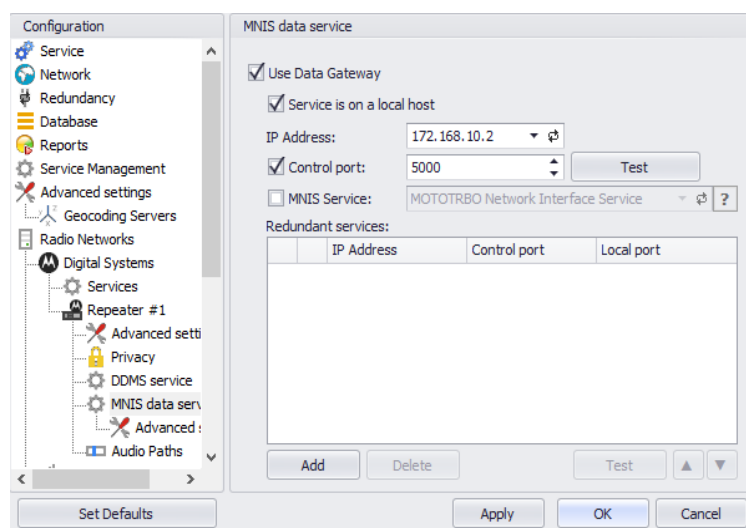 Configuration
Service
Network
Redundancy
Database
Reports
Service Management
Advanced settings
Geocoding Servers
Radio Networks
Digital Systems
Services
Repeater #1
Advanced setti
Privacy
DDMS service
MNIS data serv
Advanced s
Audio Paths
Set Defaults
MNIS data service
Use Data Gateway
Service is on a local host
IP Address: 172.168.10.2
Control port: 5000 Test
MNIS Service: MOTOTRBO Network Interface Service ?
Redundant services:
IP Address Control port Local port
Add Delete Test
Apply OK Cancel